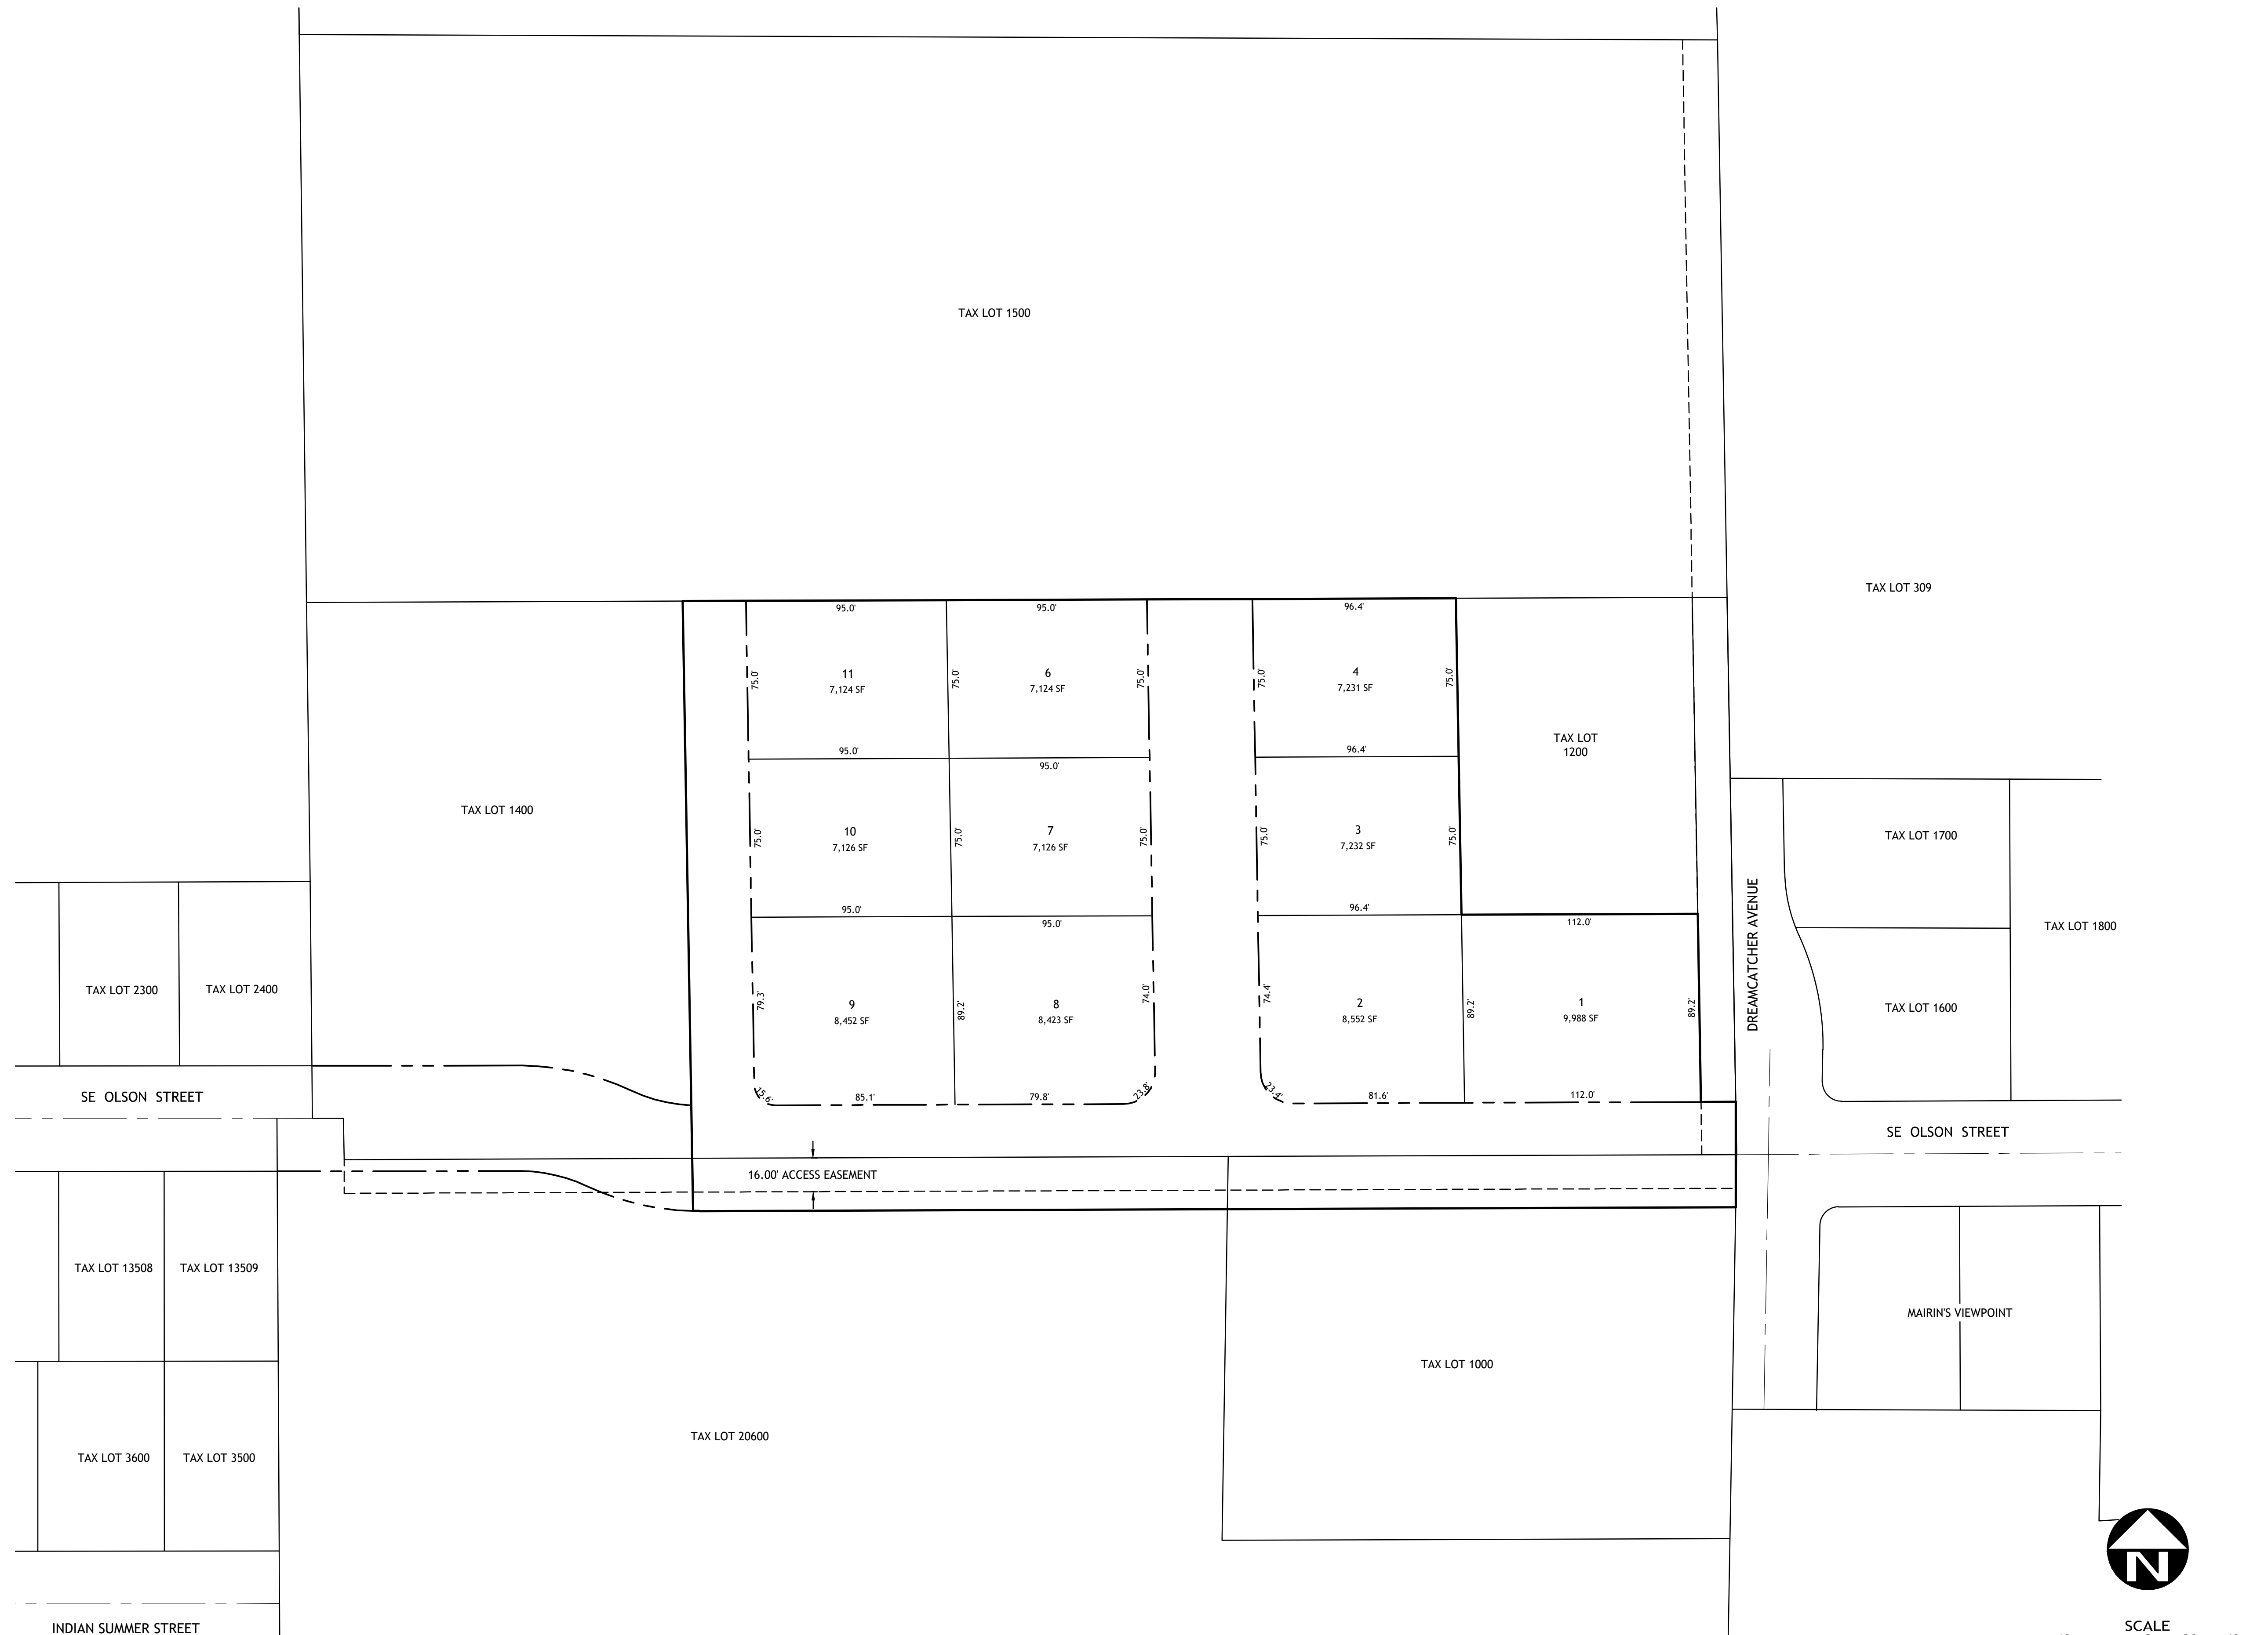 TAX LOT 1500
TAX LOT 309
95.0'
95.0'
96.4'
11
7,124 SF
6
7,124 SF
4
7,231 SF
75.0'
75.0'
75.0'
75.0'
75.0'
TAX LOT
1200
95.0'
95.0'
96.4'
TAX LOT 1400
10
7,126 SF
7
7,126 SF
3
7,232 SF
75.0'
75.0'
75.0'
75.0'
75.0'
TAX LOT 1700
95.0'
95.0'
96.4'
112.0'
DREAMCATCHER AVENUE
TAX LOT 1800
TAX LOT 2300
TAX LOT 2400
9
8,452 SF
8
8,423 SF
2
8,552 SF
1
9,988 SF
79.3'
89.2'
74.0'
74.4'
89.2'
89.2'
TAX LOT 1600
SE OLSON STREET
15.6'
85.1'
79.8'
23.8'
23.4'
81.6'
112.0'
SE OLSON STREET
16.00' ACCESS EASEMENT
TAX LOT 13508
TAX LOT 13509
MAIRIN'S VIEWPOINT
TAX LOT 1000
TAX LOT 20600
TAX LOT 3600
TAX LOT 3500
N
INDIAN SUMMER STREET
SCALE